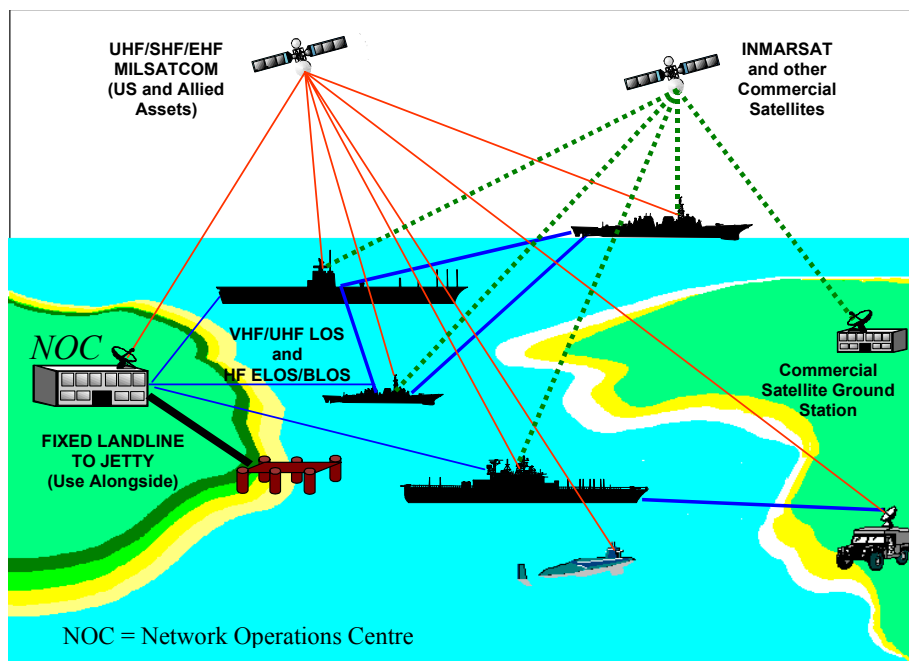 UHF/SHF/EHF
MILSATCOM
(US and Allied
Assets)
INMARSAT
and other
Commercial
Satellites
NOC
VHF/UHF LOS
and
HF ELOS/BLOS
Commercial
Satellite Ground
Station
FIXED LANDLINE
TO JETTY
(Use Alongside)
NOC = Network Operations Centre